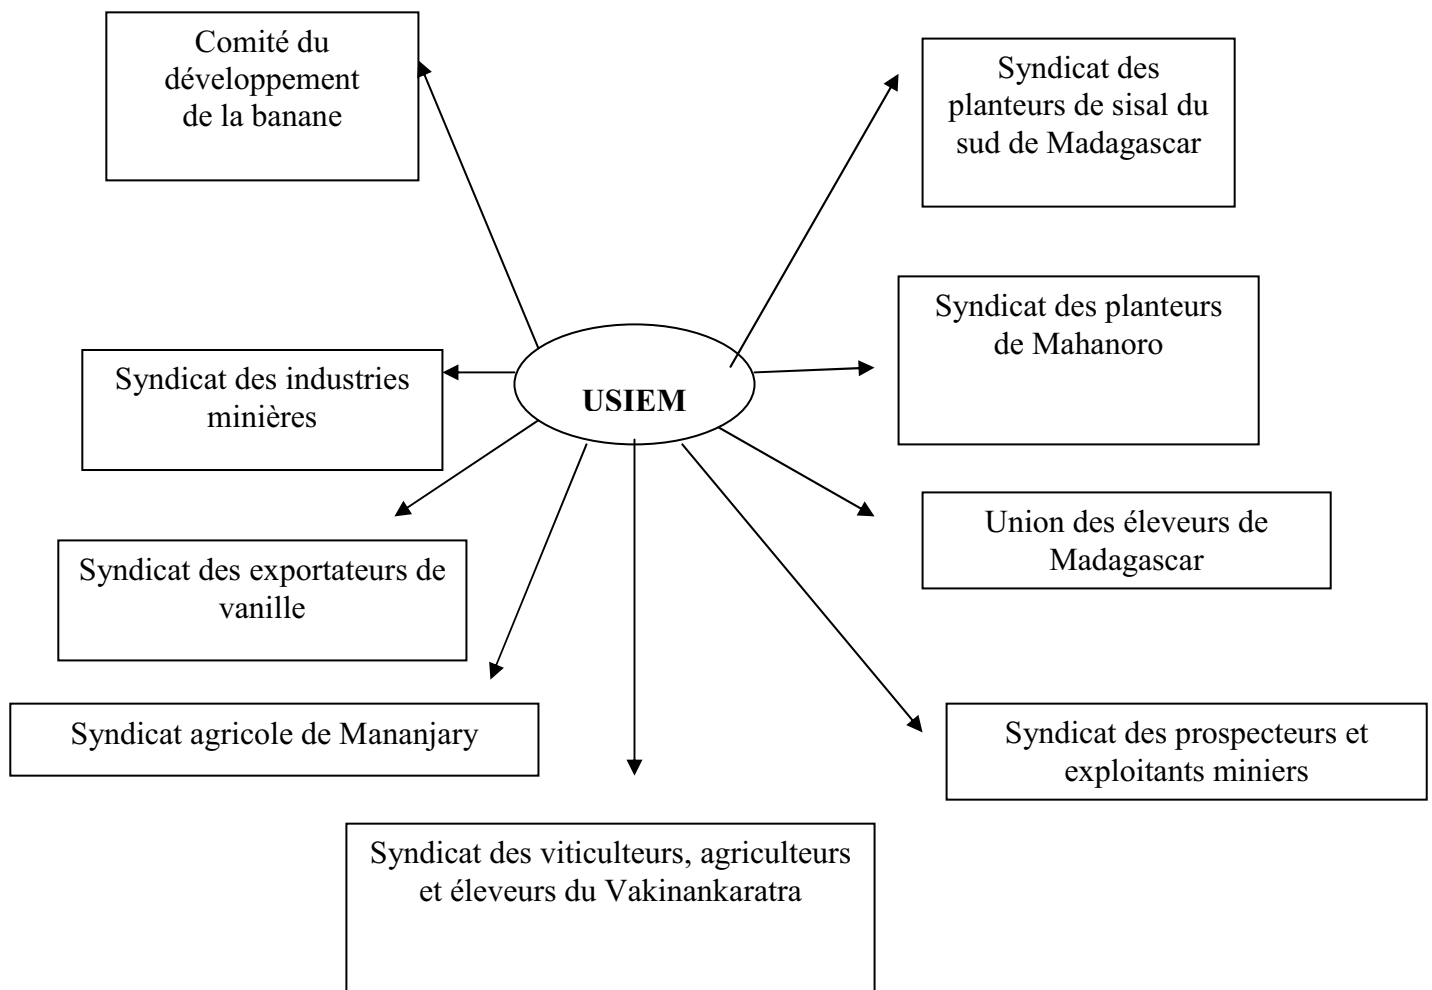 Comité du
développement
de la banane
Syndicat des
planteurs de sisal du
sud de Madagascar
Syndicat des planteurs
de Mahanoro
Syndicat des industries
minières
USIEM
Union des éleveurs de
Madagascar
Syndicat des exportateurs de
vanille
Syndicat agricole de Mananjary
Syndicat des prospecteurs et
exploitants miniers
Syndicat des viticulteurs, agriculteurs
et éleveurs du Vakinankaratra